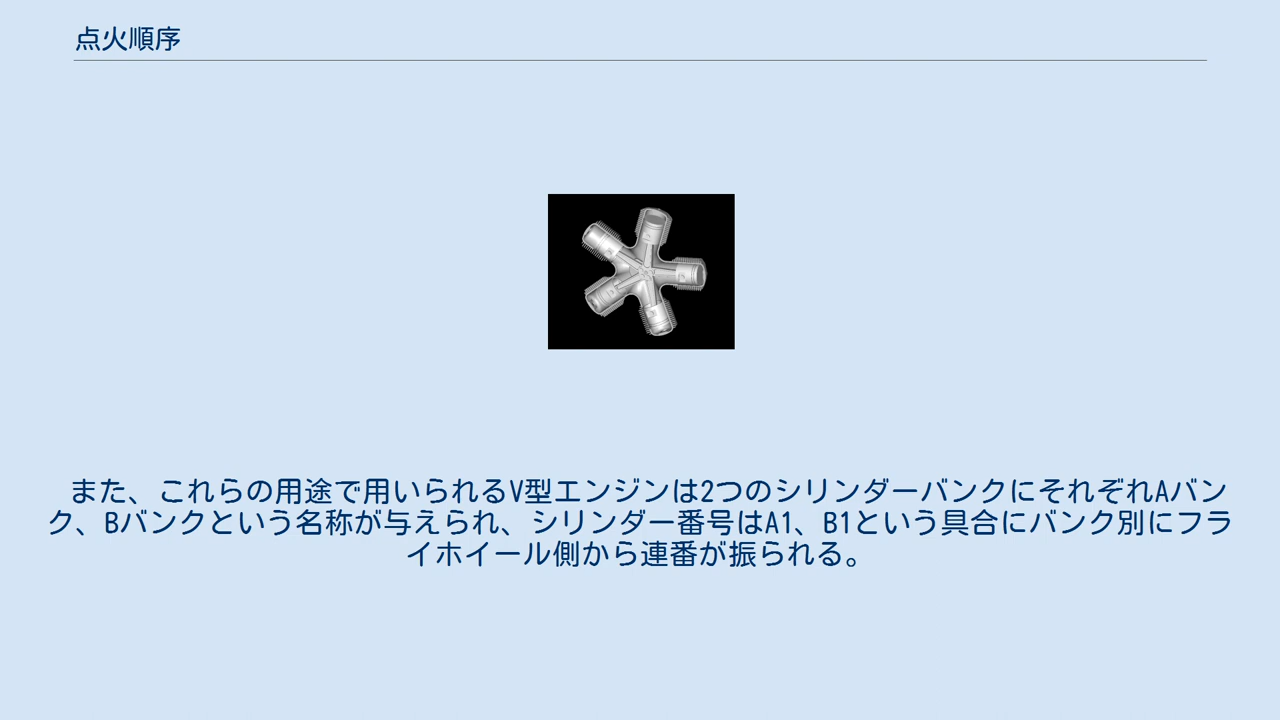 点火順序
また、これらの用途で用いられるV型エンジンは2つのシリンダーバンクにそれぞれAバン
ク、Bバンクという名称が与えられ、シリンダー番号はA1、B1という具合にバンク別にフラ
イホイール側から連番が振られる。